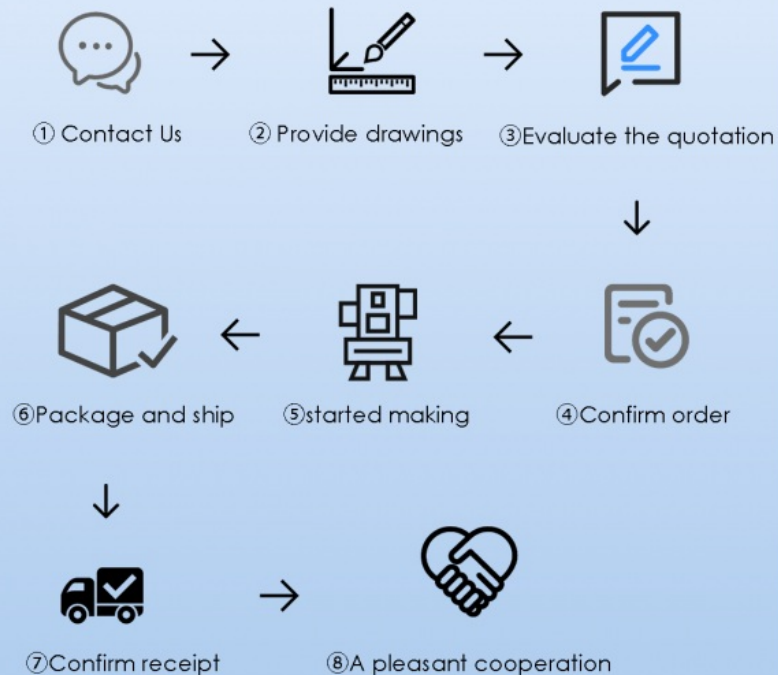 ① Contact Us
② Provide drawings
③Evaluate the quotation
⑥Package and ship
⑤started making
④Confirm order
⑦Confirm receipt
⑧A pleasant cooperation